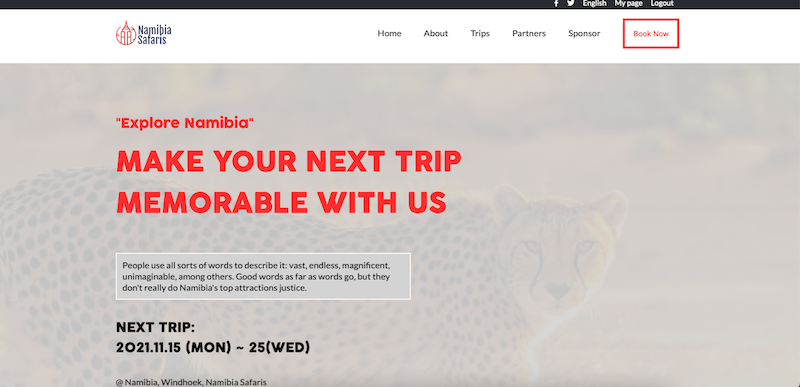 English My page Logout
Namibia
Safaris
Home About Trips Partners Sponsor Book Now
"Explore Namibia"
MAKE YOUR NEXT TRIP
MEMORABLE WITH US
People use all sorts of words to describe it: vast, endless, magnificent,
unimaginable, among others. Good words as far as words go, but they
don't really do Namibia's top attractions justice.
NEXT TRIP:
2021.11.15 (MON) ~ 25(WED)
@ Namibia, Windhoek, Namibia Safaris